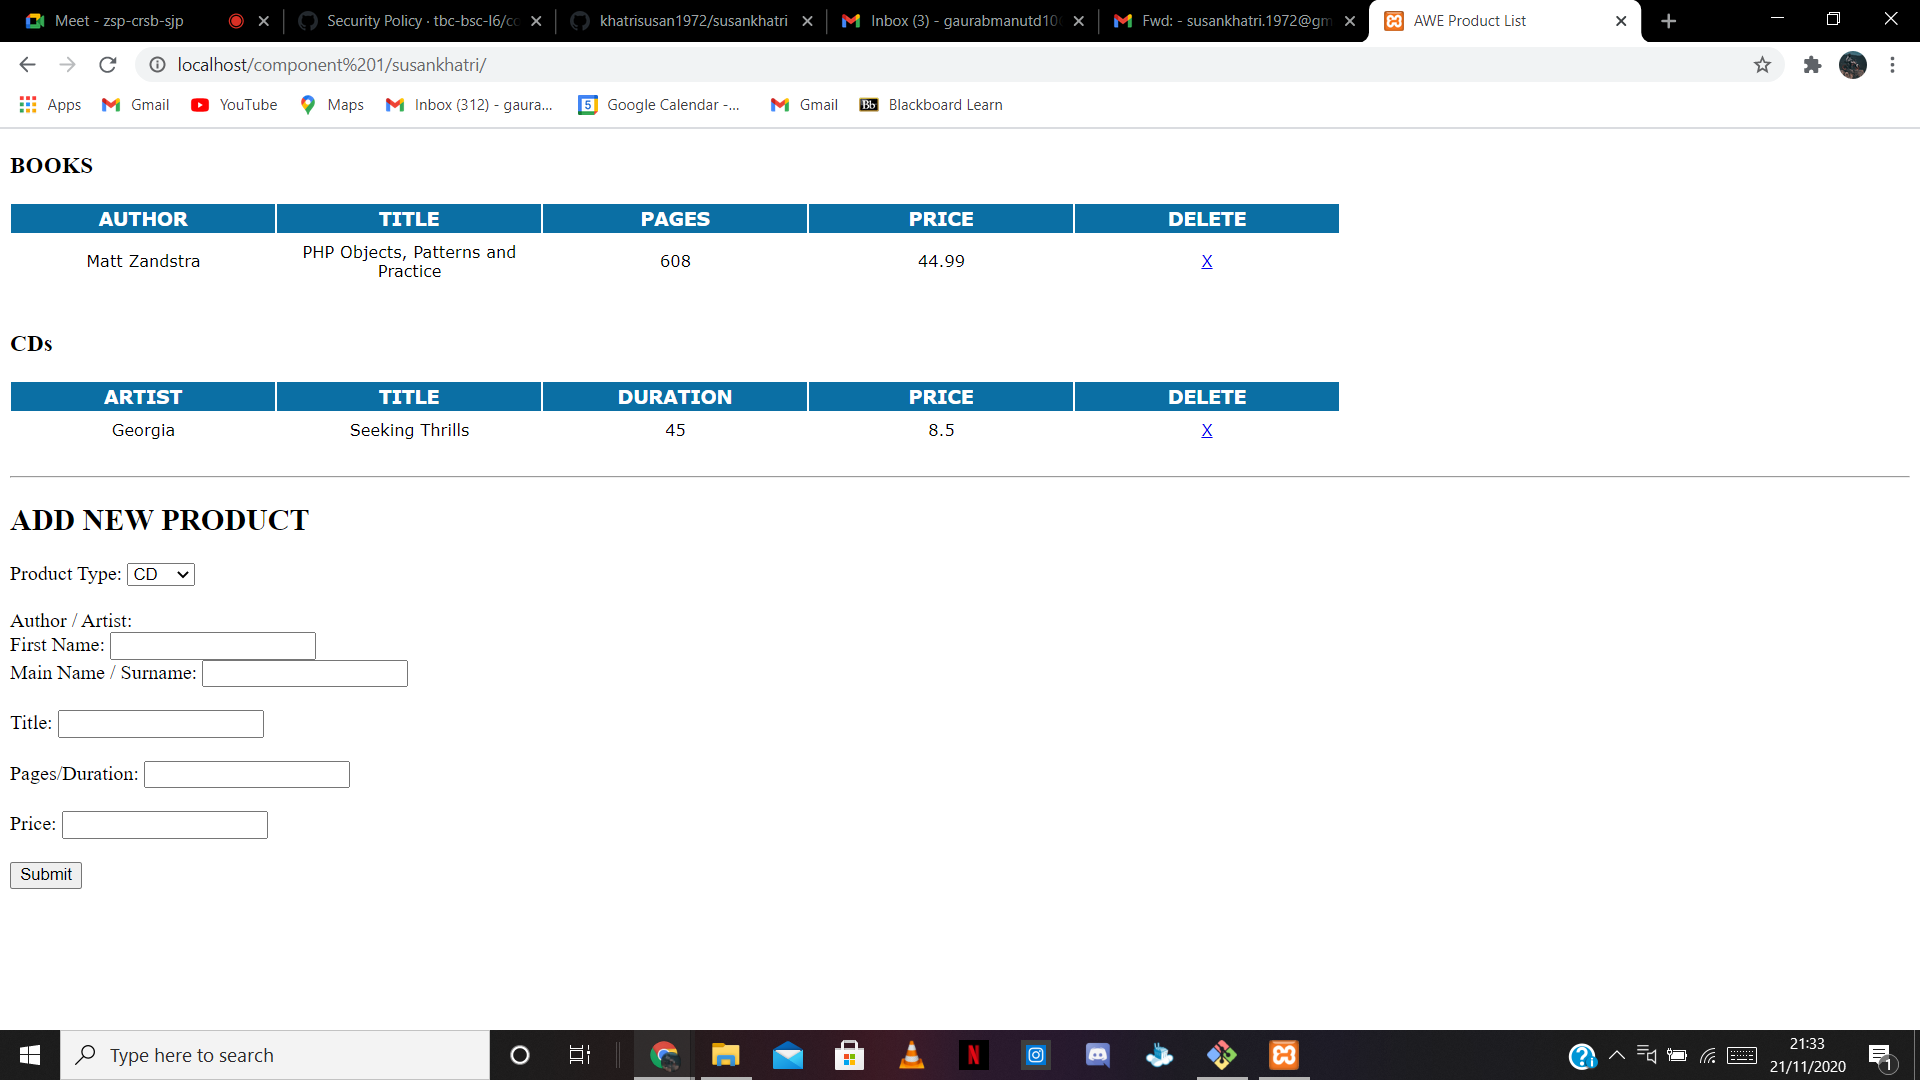 Meet - zsp-crsb-sjp
Security Policy · tbc-bsc-l6/co
khatrisusan1972/susankhatri
Inbox (3) - gaurabmanutd10
Fwd: - susankhatri.1972@gm
AWE Product List
localhost/component%201/susankhatri/
Apps
Gmail
YouTube
Maps
Inbox (312) - gaura...
5
Google Calendar -...
Gmail
Bb
Blackboard Learn
BOOKS
AUTHOR TITLE PAGES PRICE DELETE
Matt Zandstra PHP Objects, Patterns and Practice 608 44.99 X
CDs
ARTIST TITLE DURATION PRICE DELETE
Georgia Seeking Thrills 45 8.5 X
ADD NEW PRODUCT
Product Type: CD
Author / Artist:
First Name:
Main Name / Surname:
Title:
Pages/Duration:
Price:
Submit
Type here to search
N
21:33
21/11/2020
1